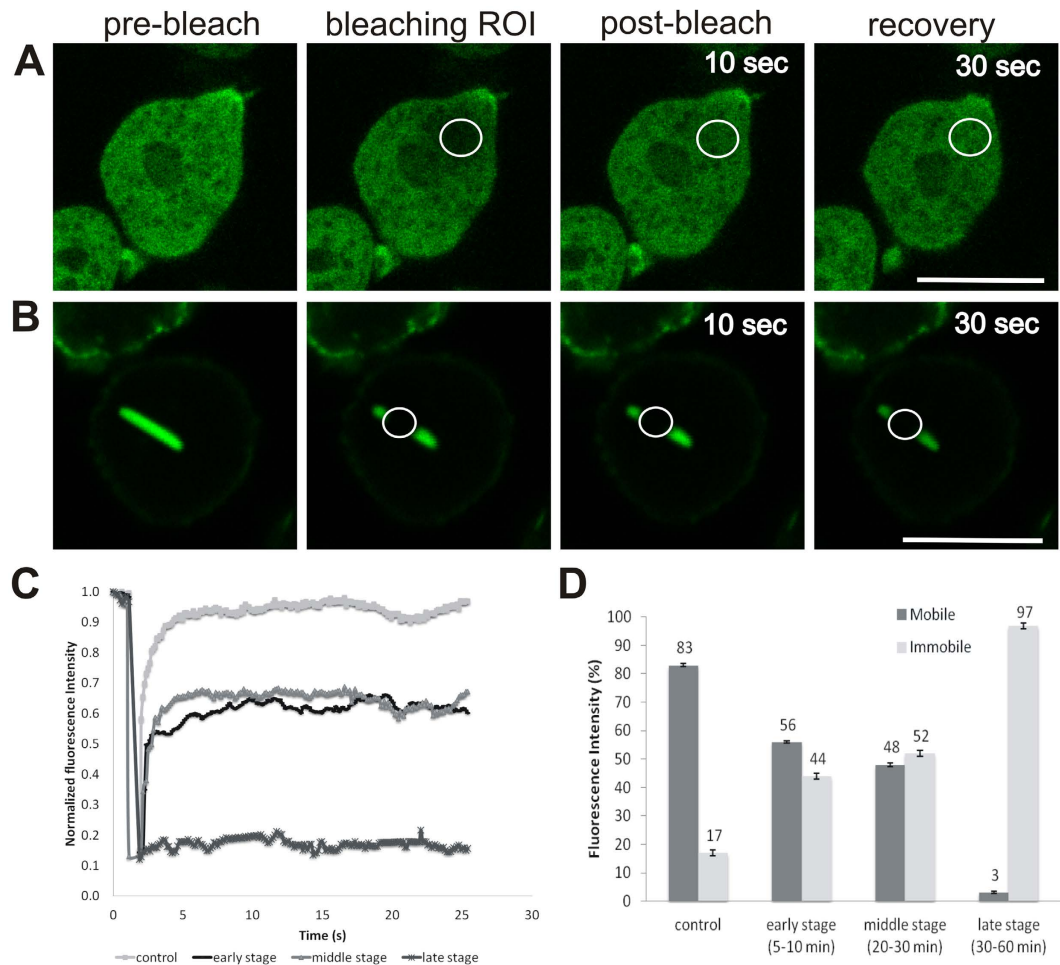 pre-bleach bleaching ROI post-bleach recovery
A
10 sec 30 sec
B
10 sec 30 sec
C
Normalized fluorescence Intensity
1.0
0.9
0.8
0.7
0.6
0.5
0.4
0.3
0.2
0.1
0.0
0 5 10 15 20 25 30
Time (s)
control early stage middle stage late stage
D
Mobile
Immobile
Fluorescence Intensity (%)
100
90
80
70
60
50
40
30
20
10
0
83 17 56 44 48 52 3 97
control early stage middle stage late stage
(5-10 min) (20-30 min) (30-60 min)